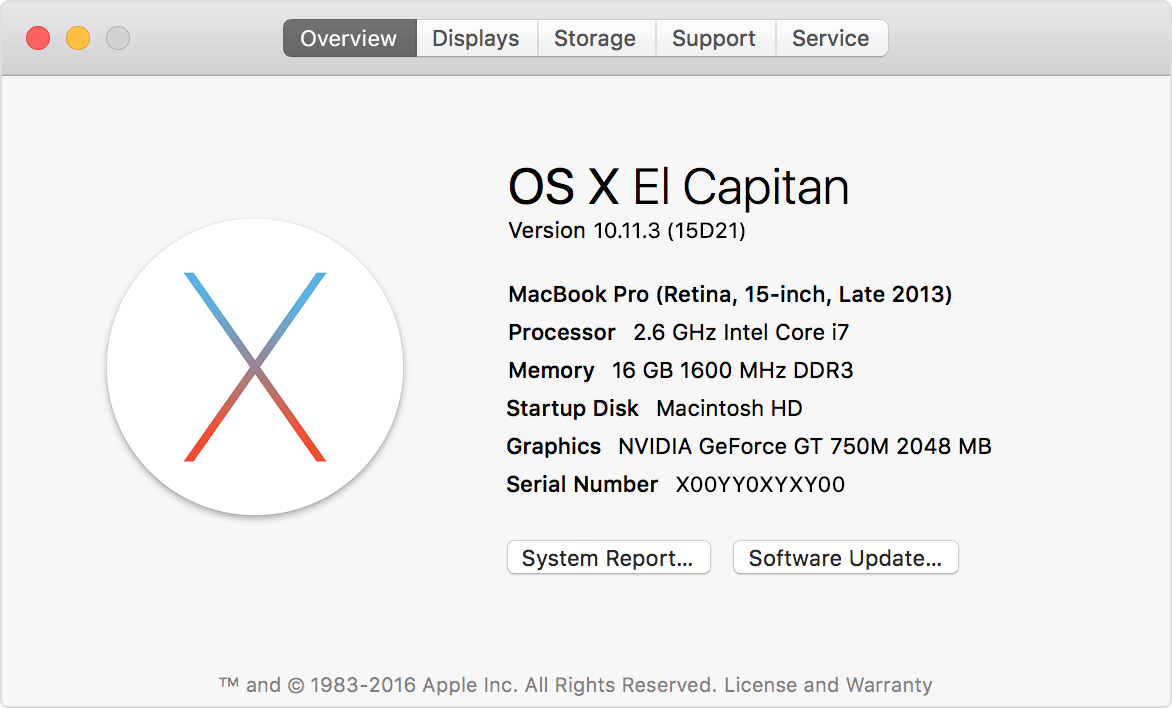 Overview Displays Storage Support Service
OS X El Capitan
Version 10.11.3 (15D21)
MacBook Pro (Retina, 15-inch, Late 2013)
Processor 2.6 GHz Intel Core i7
Memory 16 GB 1600 MHz DDR3
Startup Disk Macintosh HD
Graphics NVIDIA GeForce GT 750M 2048 MB
Serial Number X00YY0XYXY00
System Report... Software Update...
™ and © 1983-2016 Apple Inc. All Rights Reserved. License and Warranty